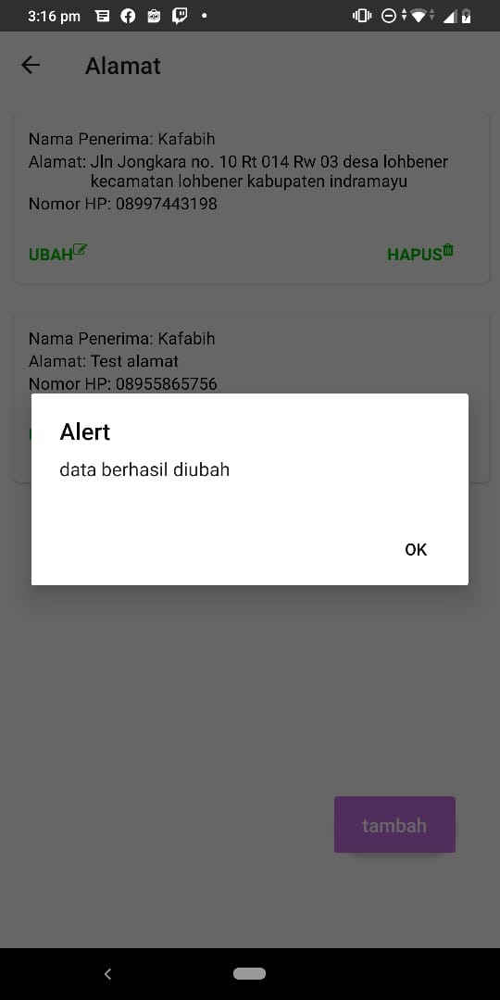 3:16 pm
Alamat
Nama Penerima: Kafabih
Alamat: Jln Jongkara no. 10 Rt 014 Rw 03 desa lohbener
kecamatan lohbener kabupaten indramayu
Nomor HP: 08997443198
UBAH HAPUS
Nama Penerima: Kafabih
Alamat: Test alamat
Nomor HP: 08955865756
Alert
data berhasil diubah
OK
tambah